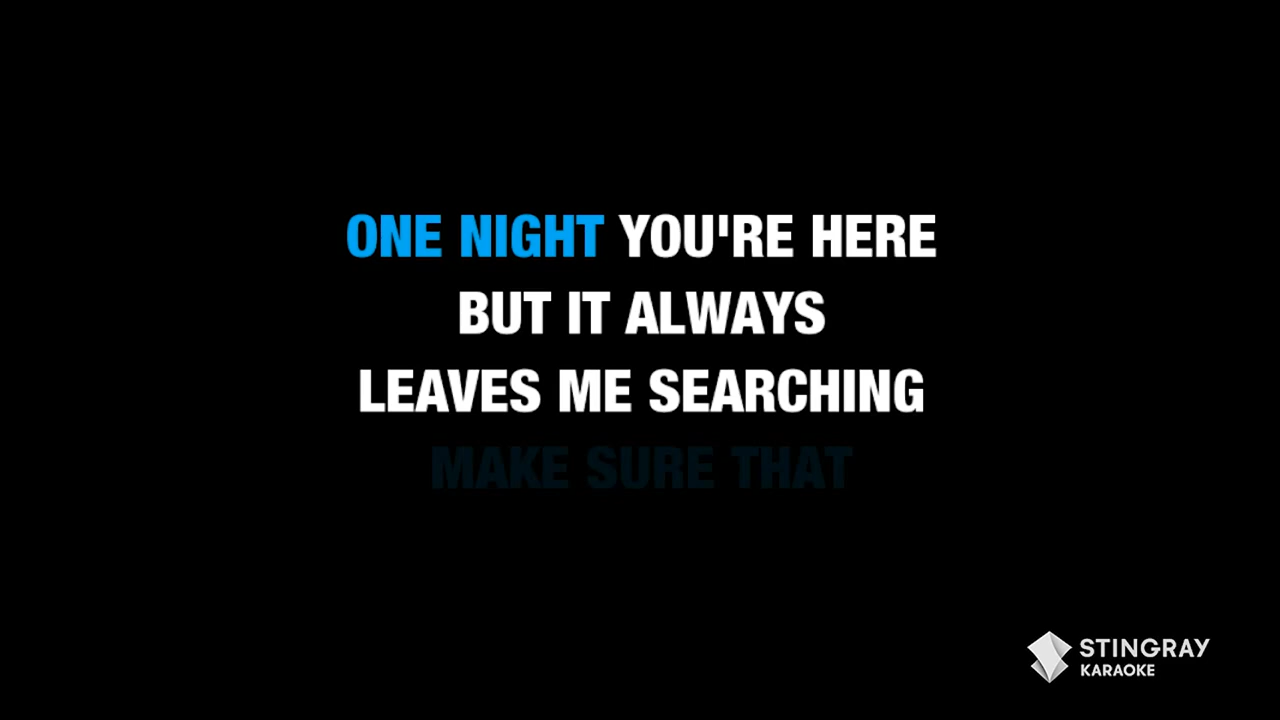 ONE NIGHT YOU'RE HERE
BUT IT ALWAYS
LEAVES ME SEARCHING
MAKE SURE THAT
STINGRAY
KARAOKE